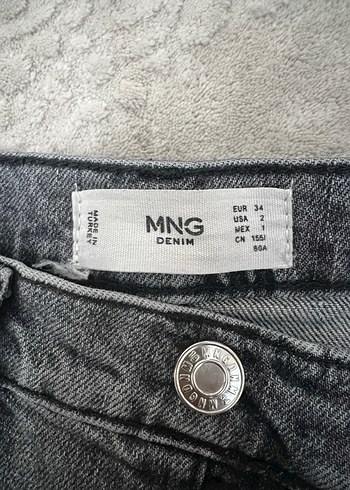 MADE IN
TURKEY
MNG
DENIM
EUR 34
USA 2
MEX 1
CN 155/
60A